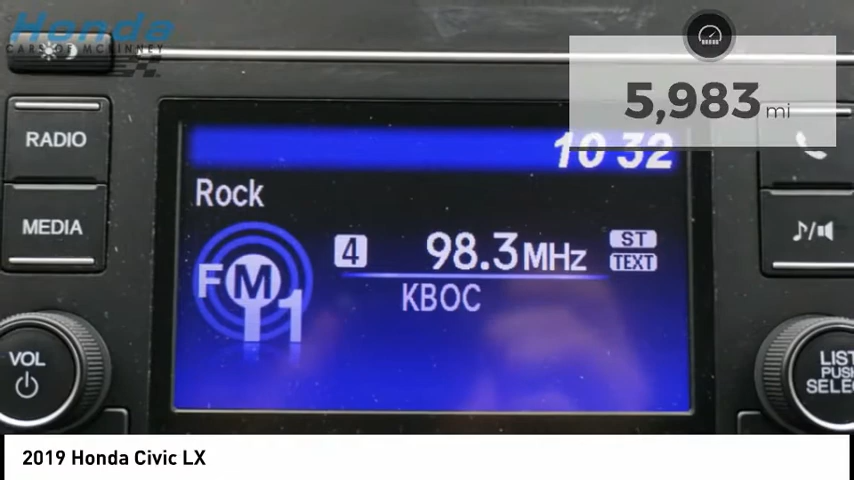 Honda
CARS OF MCKINNEY
5,983 mi
RADIO
10 32
Rock
MEDIA
4
98.3MHz
ST
TEXT
FM
1
KBOC
VOL
LIST
PUSH
SELEC
2019 Honda Civic LX